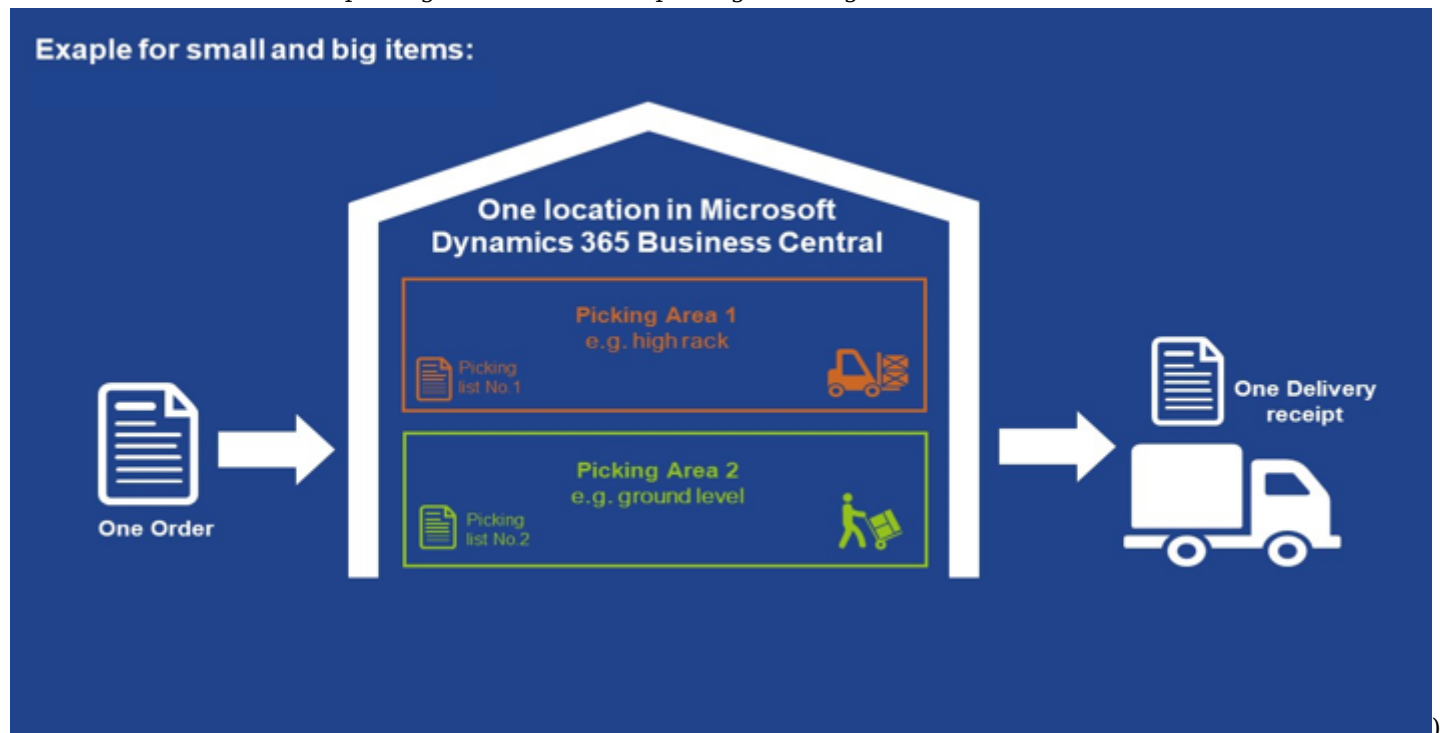 Exaple for small and big items:
One location in Microsoft
Dynamics 365 Business Central
Picking Area 1
e.g. high rack
Picking
list No.1
Picking Area 2
e.g. ground level
Picking
list No.2
One Order
One Delivery
receipt
)